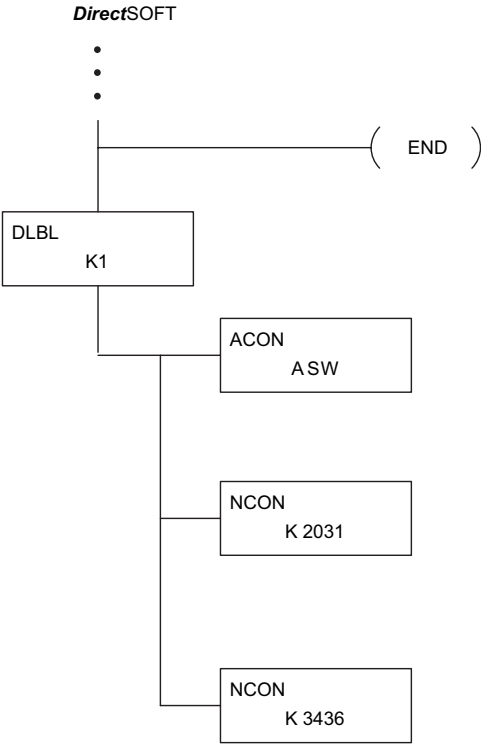 DirectSOFT
END
DLBL
K1
ACON
A SW
NCON
K 2031
NCON
K 3436